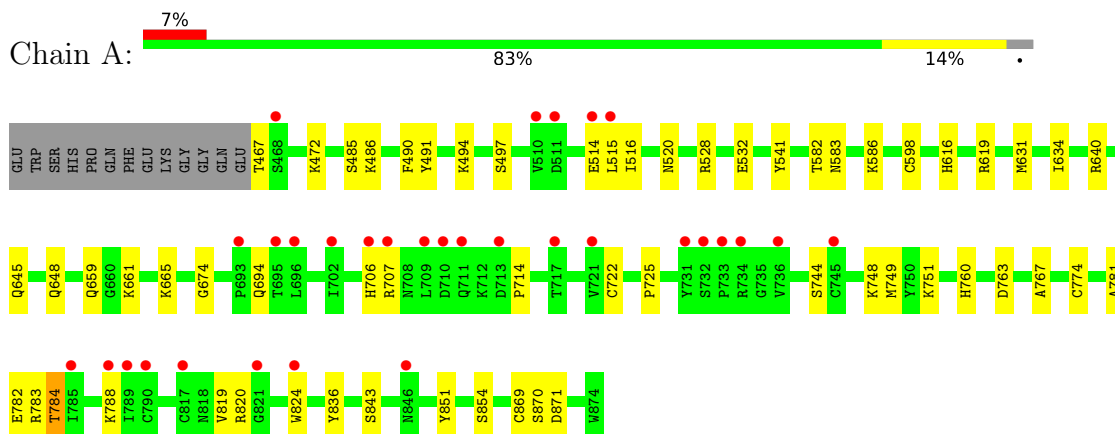 7%
Chain A:
83% 14% •
GLU TRP SER HIS PRO GLN PHE GLU LYS GLY GLY GLN GLU T467 S468 K472 S485 K486 F490 Y491 K494 S497 V510 D511 E514 L515 I516 N520 R528 E532 Y541 T582 N583 K586 C598 H616 R619 M631 I634 R640
Q645 Q648 Q659 G660 K661 K665 G674 P693 Q694 T695 L696 I702 H706 R707 N708 L709 D710 Q711 K712 D713 P714 T717 V721 C722 P725 Y731 S732 P733 R734 G735 V736 S744 C745 K748 M749 Y750 K751 H760 D763 A767 C774 A781
E782 R783 T784 I785 K788 I789 C790 C817 N818 V819 R820 G821 W824 Y836 S843 N846 Y851 S854 C869 S870 D871 W874